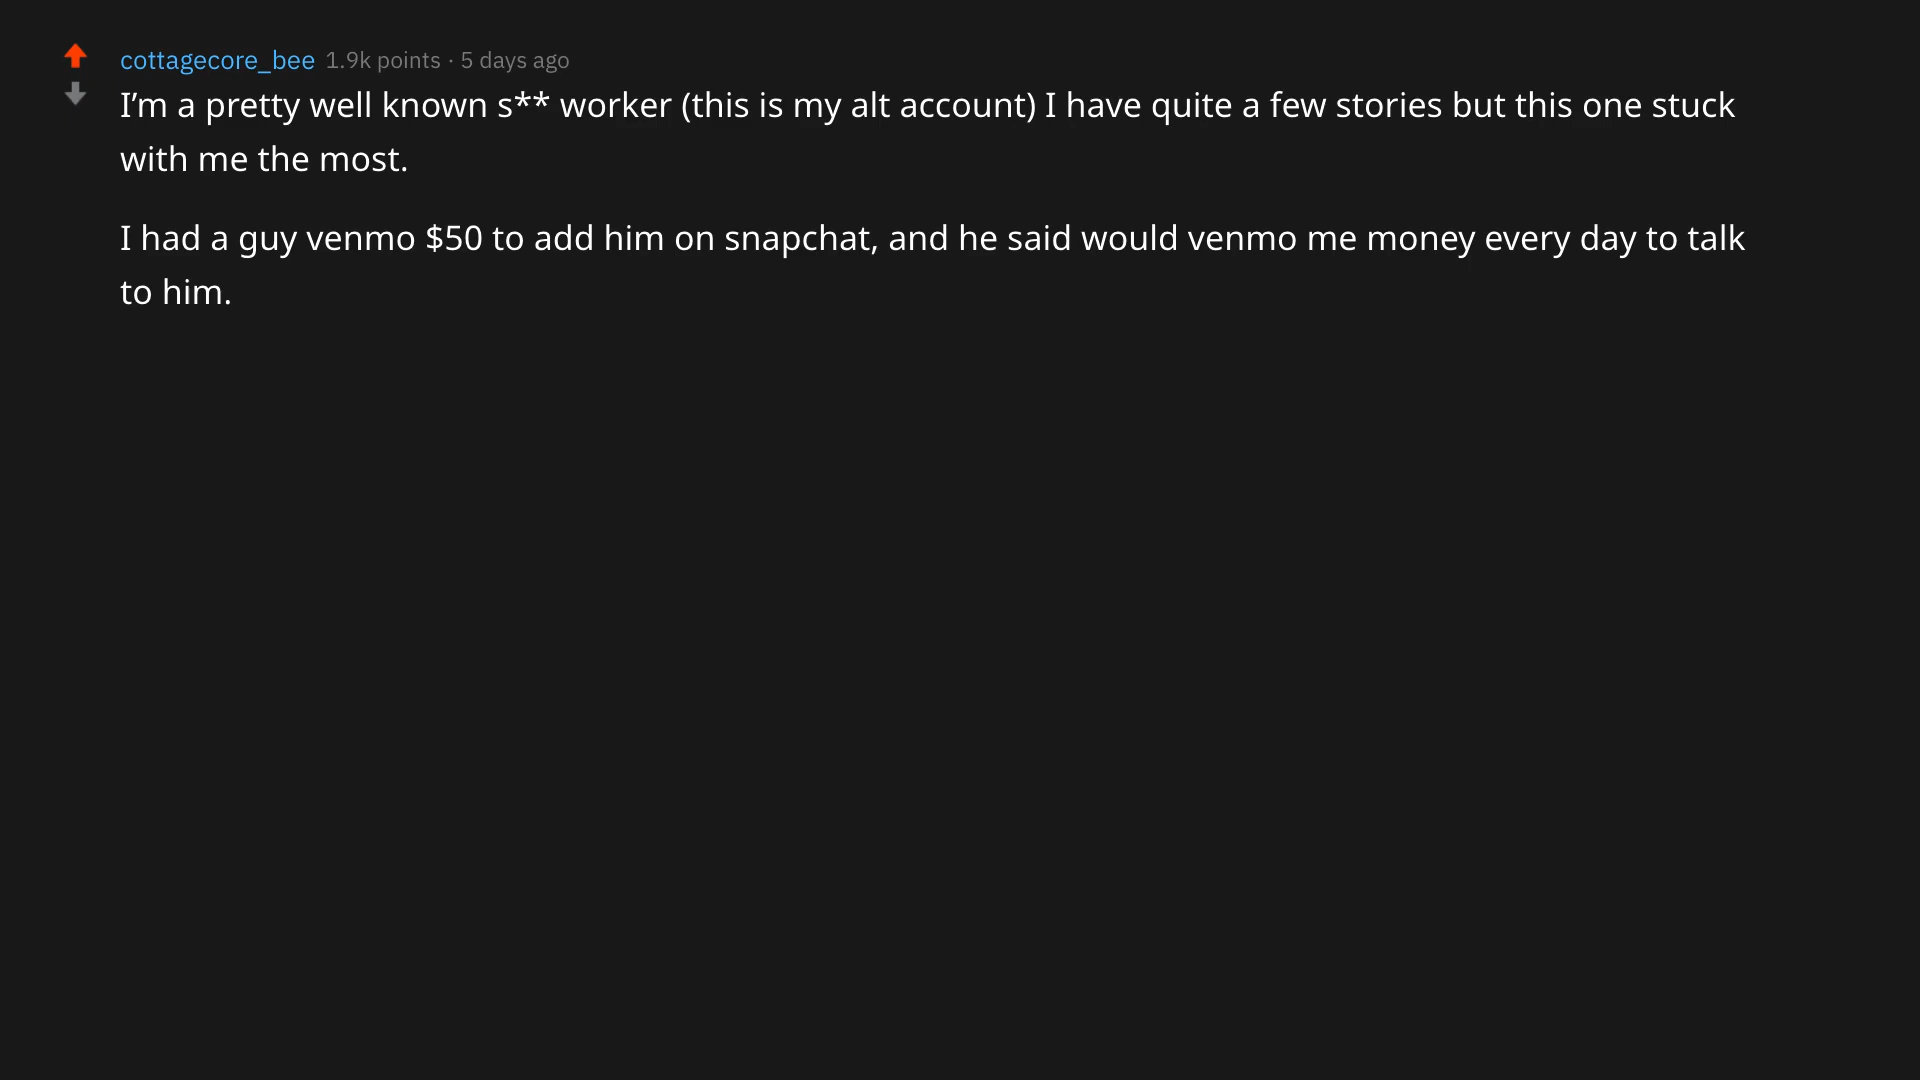 cottagecore_bee 1.9k points · 5 days ago
I’m a pretty well known s** worker (this is my alt account) I have quite a few stories but this one stuck
with me the most.
I had a guy venmo $50 to add him on snapchat, and he said would venmo me money every day to talk
to him.